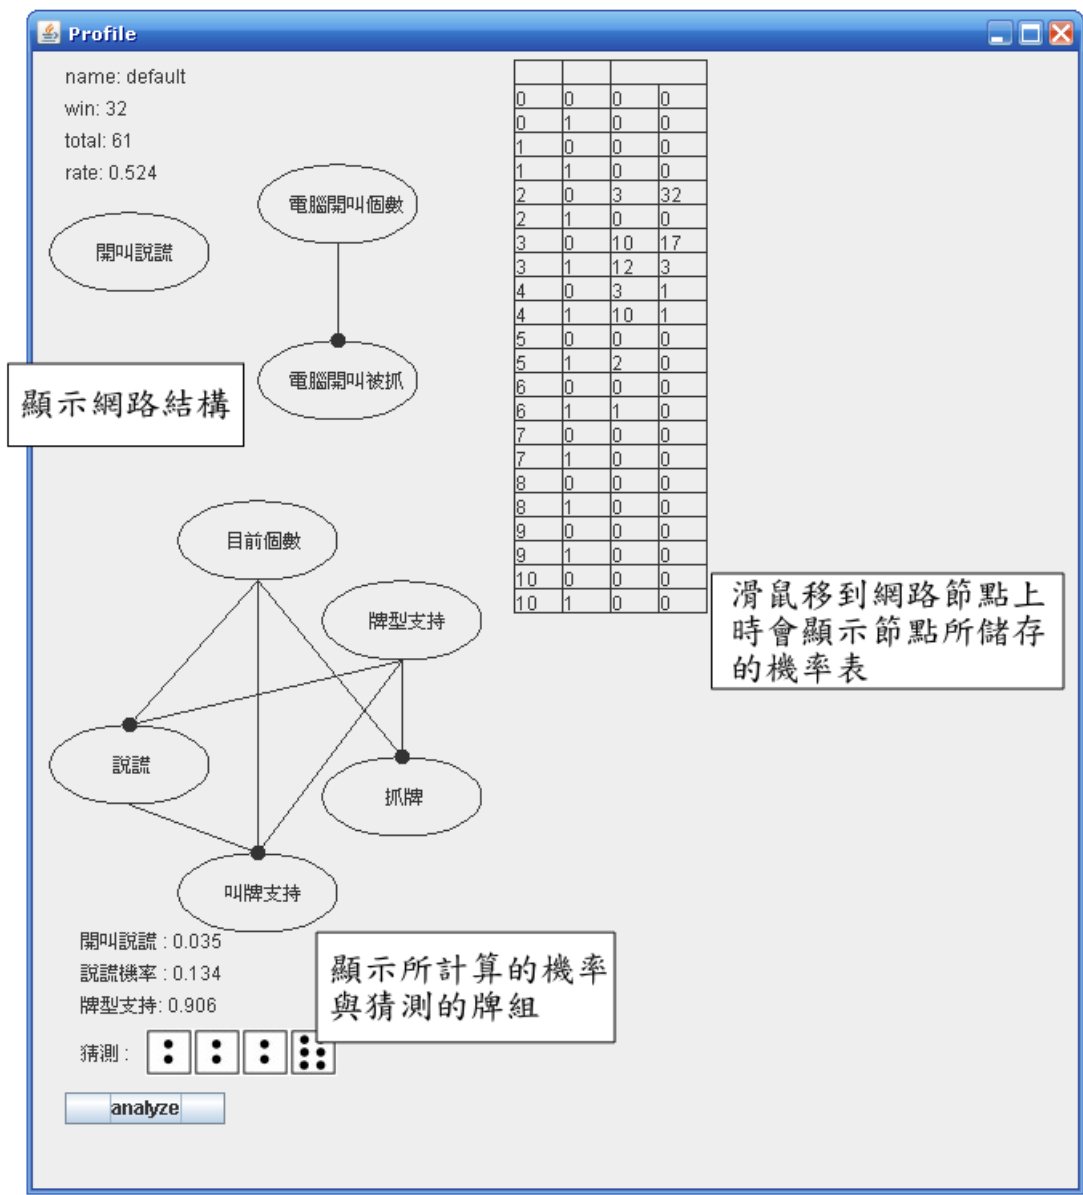 Profile
name: default
win: 32
total: 61
rate: 0.524
開叫說謊
電腦開叫個數
電腦開叫被抓
顯示網路結構
0 0 0 0
0 1 0 0
1 0 0 0
1 1 0 0
2 0 3 32
2 1 0 0
3 0 10 17
3 1 12 3
4 0 3 1
4 1 10 1
5 0 0 0
5 1 2 0
6 0 0 0
6 1 1 0
7 0 0 0
7 1 0 0
8 0 0 0
8 1 0 0
9 0 0 0
9 1 0 0
10 0 0 0
10 1 0 0
滑鼠移到網路節點上
時會顯示節點所儲存
的機率表
目前個數
牌型支持
說謊
抓牌
叫牌支持
開叫說謊 : 0.035
說謊機率 : 0.134
牌型支持: 0.906
顯示所計算的機率
與猜測的牌組
猜測 :
analyze